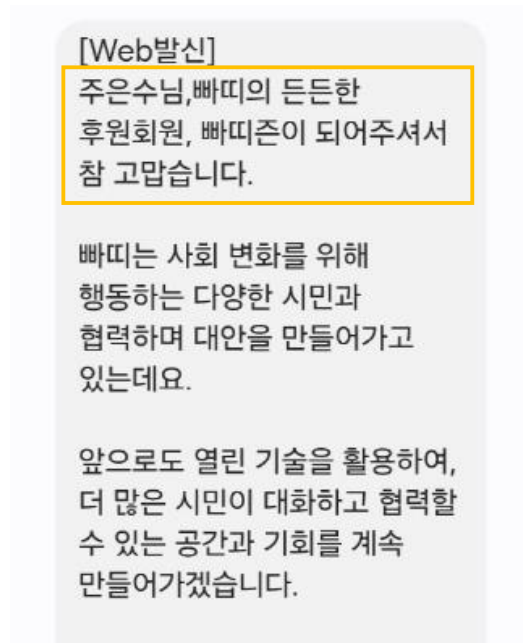 [Web발신]
주은수님,빠띠의 든든한
후원회원, 빠띠즌이 되어주셔서
참 고맙습니다.
빠띠는 사회 변화를 위해
행동하는 다양한 시민과
협력하며 대안을 만들어가고
있는데요.
앞으로도 열린 기술을 활용하여,
더 많은 시민이 대화하고 협력할
수 있는 공간과 기회를 계속
만들어가겠습니다.